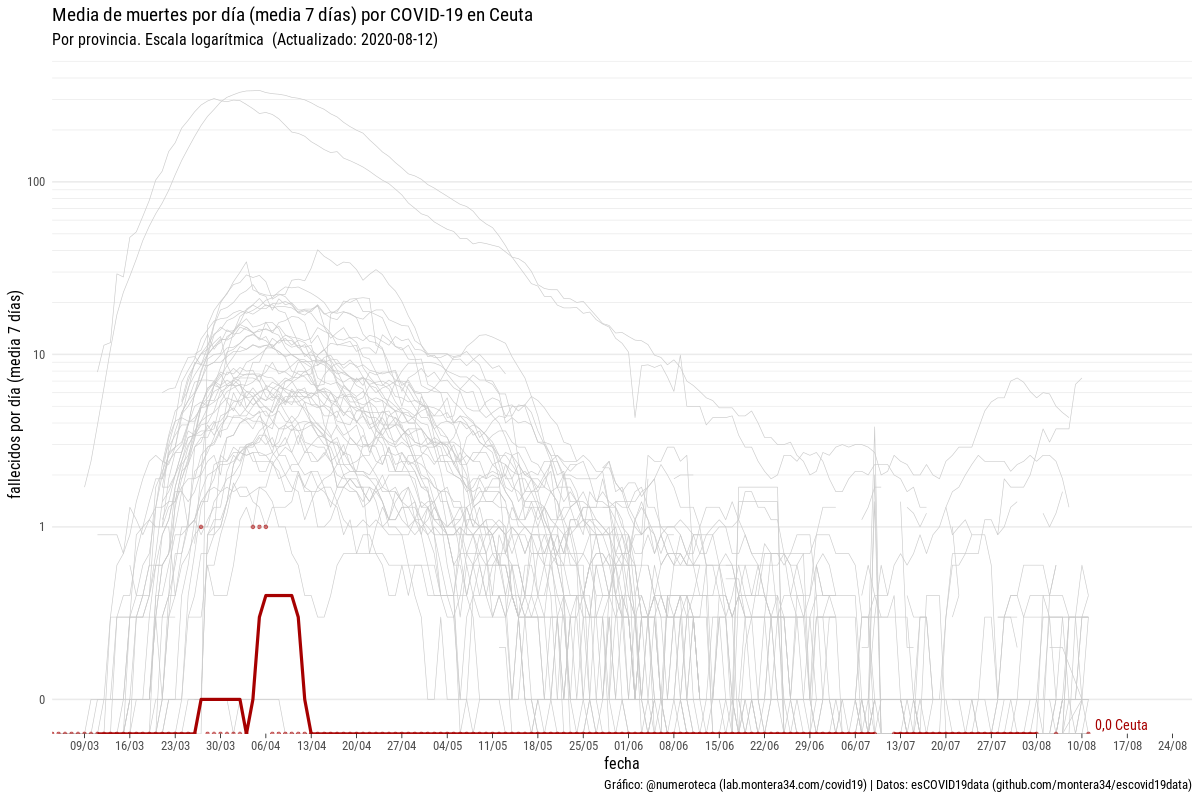 Media de muertes por día (media 7 días) por COVID-19 en Ceuta
Por provincia. Escala logarítmica  (Actualizado: 2020-08-12)
fallecidos por día (media 7 días)
100
10
1
0
0,0 Ceuta
09/03 16/03 23/03 30/03 06/04 13/04 20/04 27/04 04/05 11/05 18/05 25/05 01/06 08/06 15/06 22/06 29/06 06/07 13/07 20/07 27/07 03/08 10/08 17/08 24/08
fecha
Gráfico: @numeroteca (lab.montera34.com/covid19) | Datos: esCOVID19data (github.com/montera34/escovid19data)